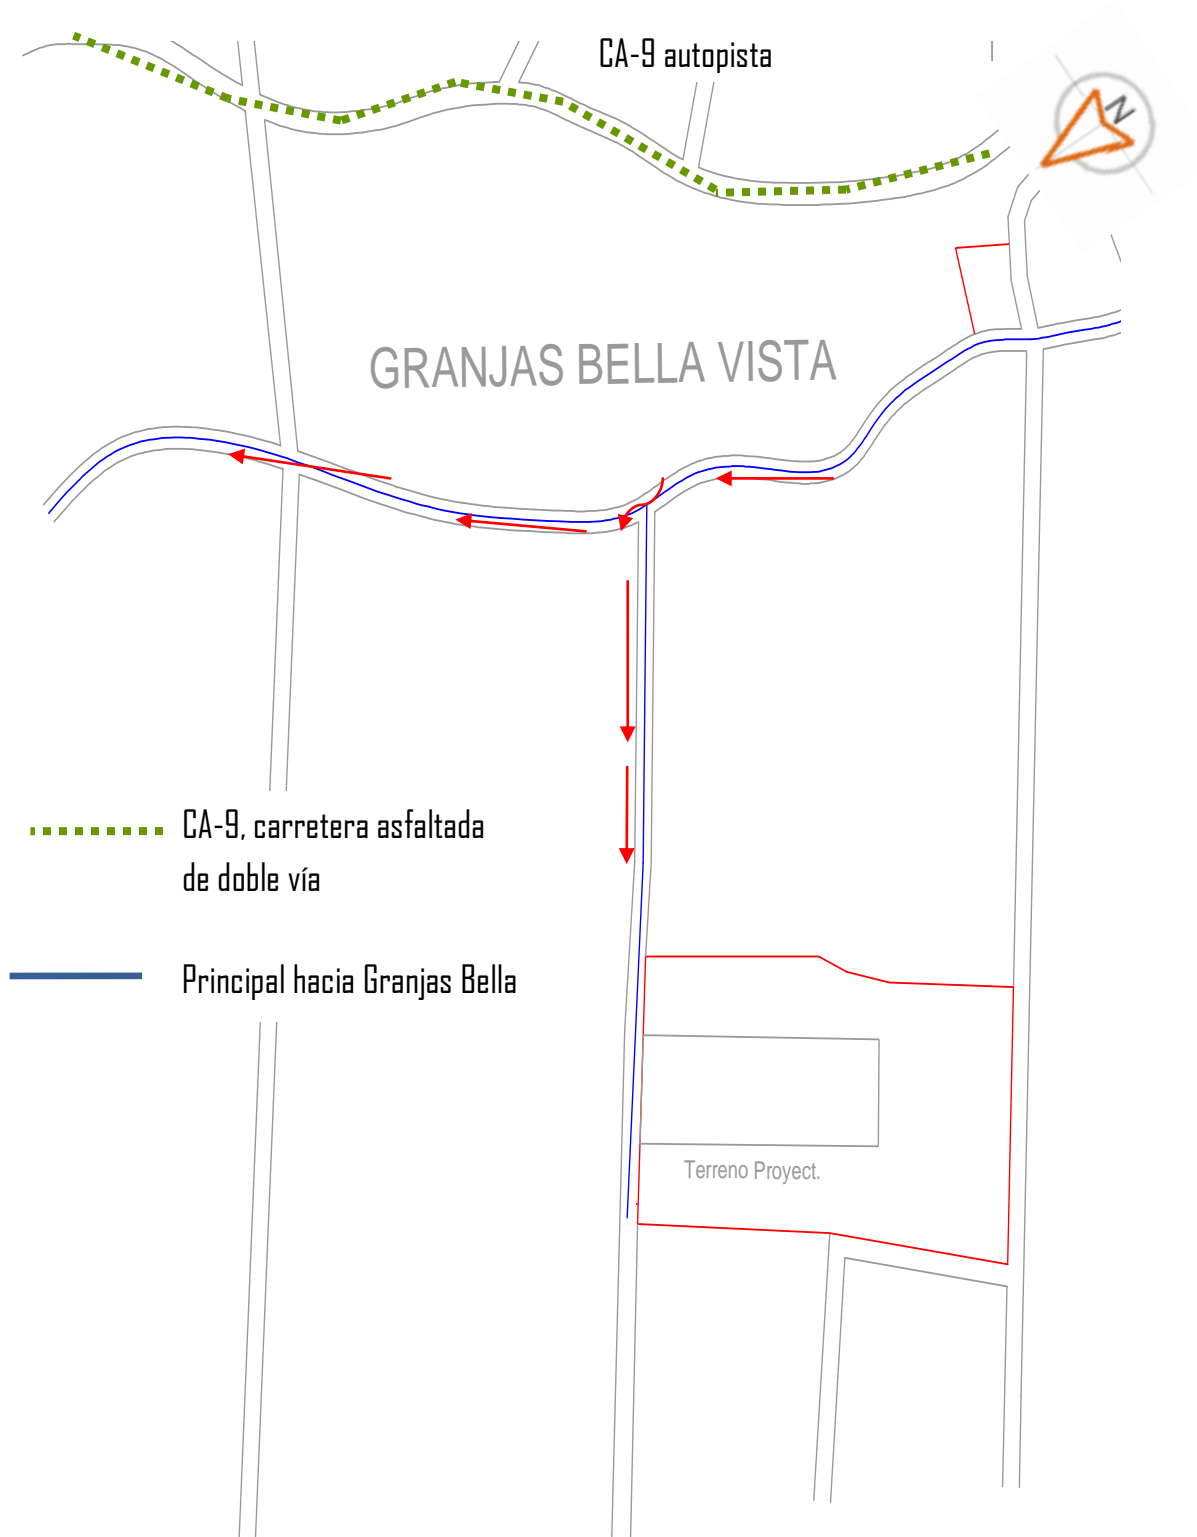 CA-9 autopista
N
GRANJAS BELLA VISTA
CA-9, carretera asfaltada
de doble vía
Principal hacia Granjas Bella
Terreno Proyect.